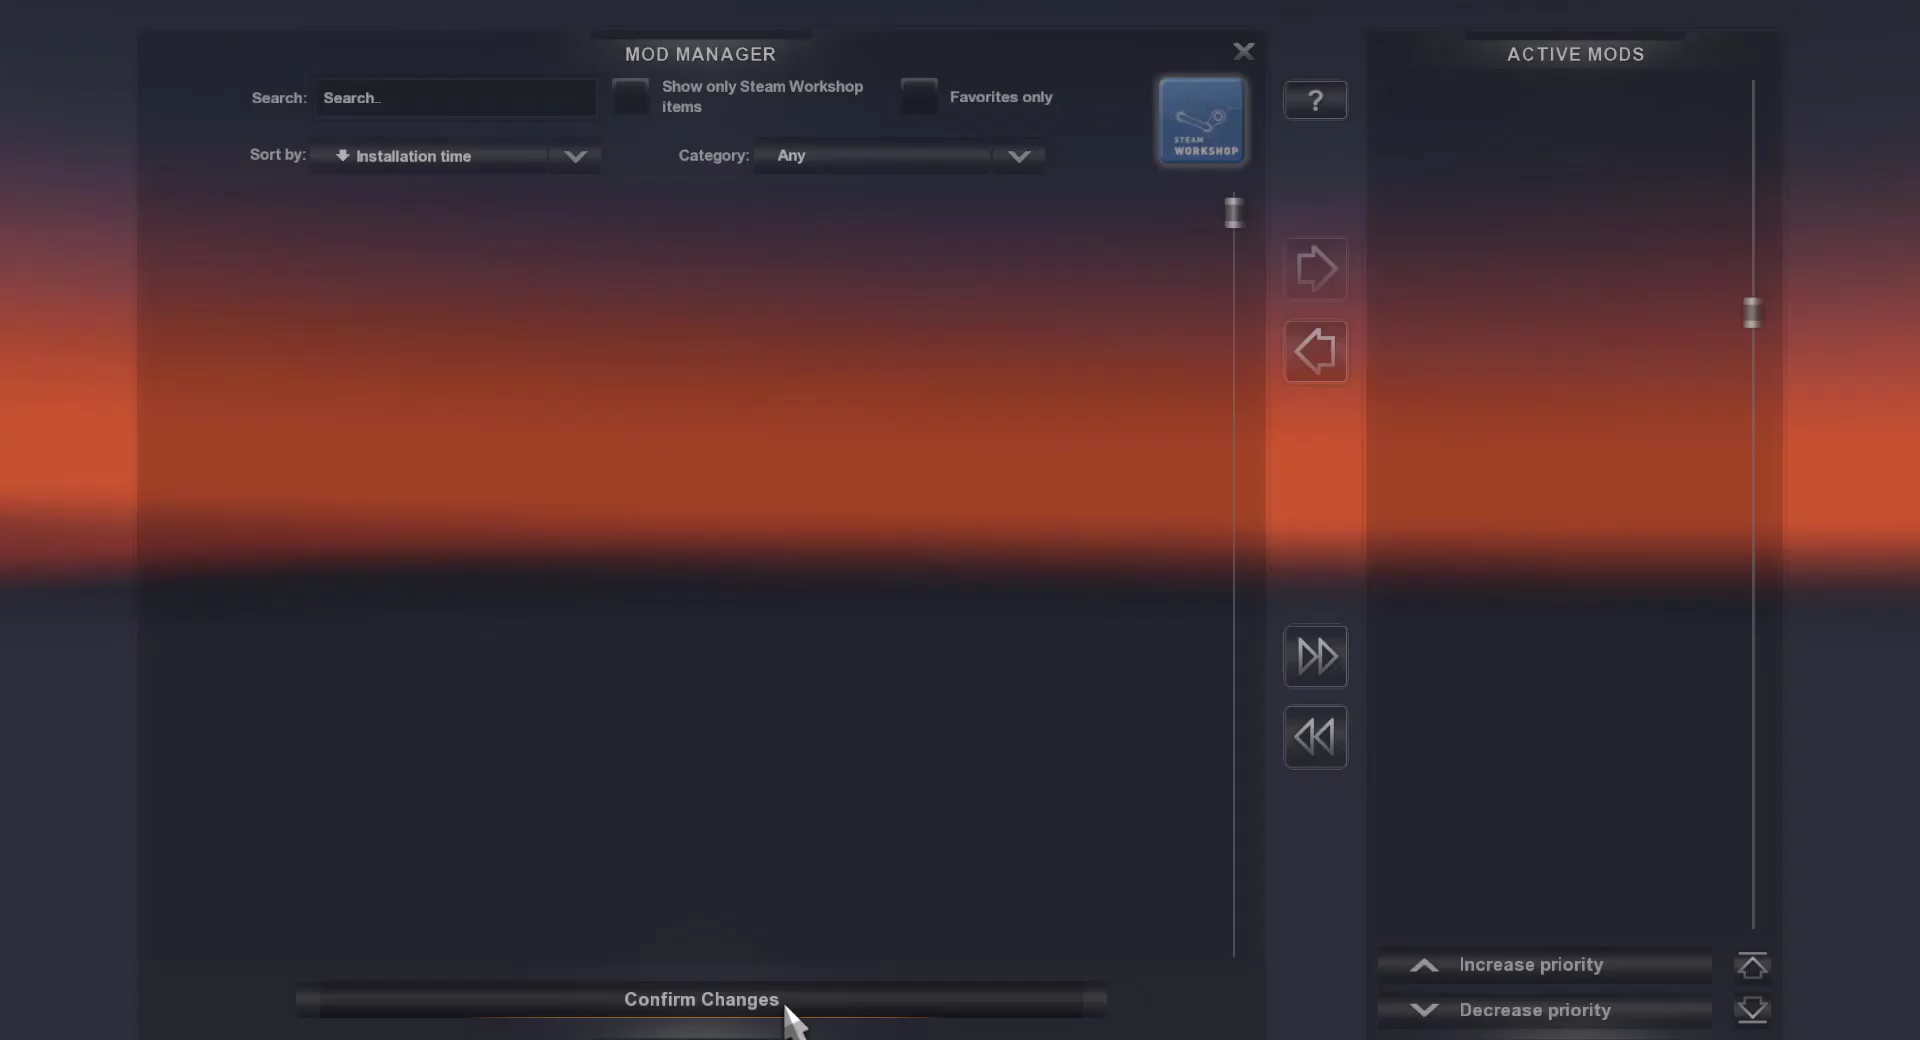 MOD MANAGER
Search: Search..
Show only Steam Workshop
items
Favorites only
STEAM
WORKSHOP
Sort by: Installation time
Category: Any
Confirm Changes
?
ACTIVE MODS
Increase priority
Decrease priority